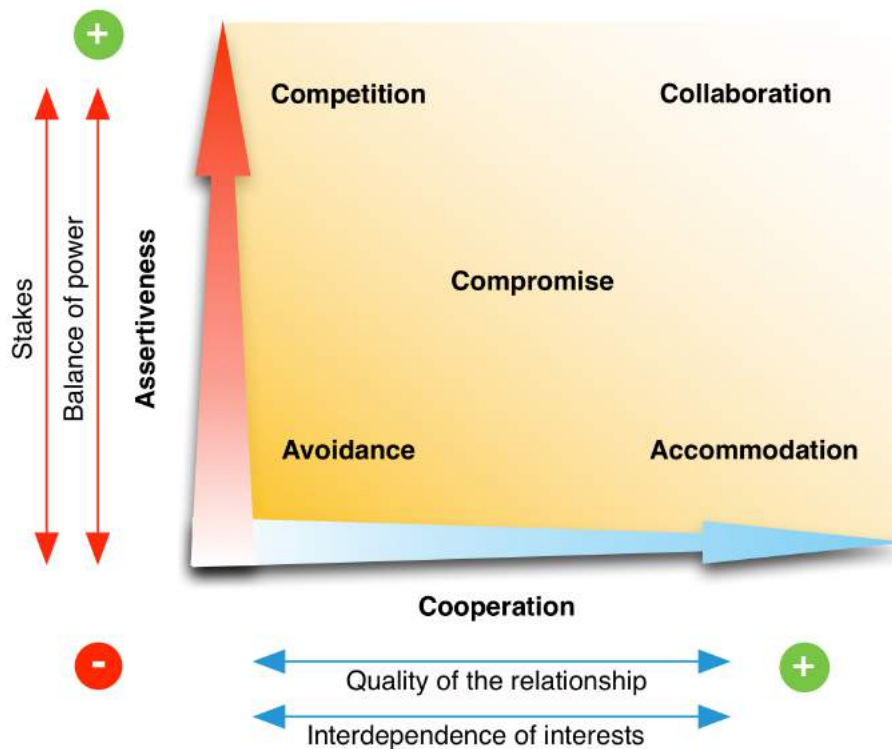 +
Competition
Collaboration
Stakes
Balance of power
Assertiveness
Compromise
Avoidance
Accommodation
Cooperation
-
Quality of the relationship
+
Interdependence of interests